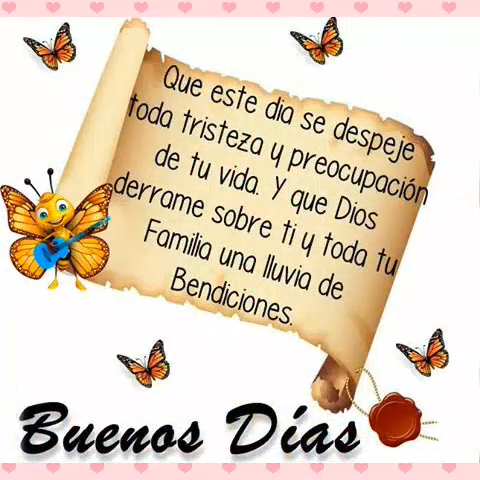 Que este dia se despeje
toda tristeza y preocupación
de tu vida. Y que Dios
derrame sobre ti y toda tu
Familia una lluvia de
Bendiciones.
Buenos Días